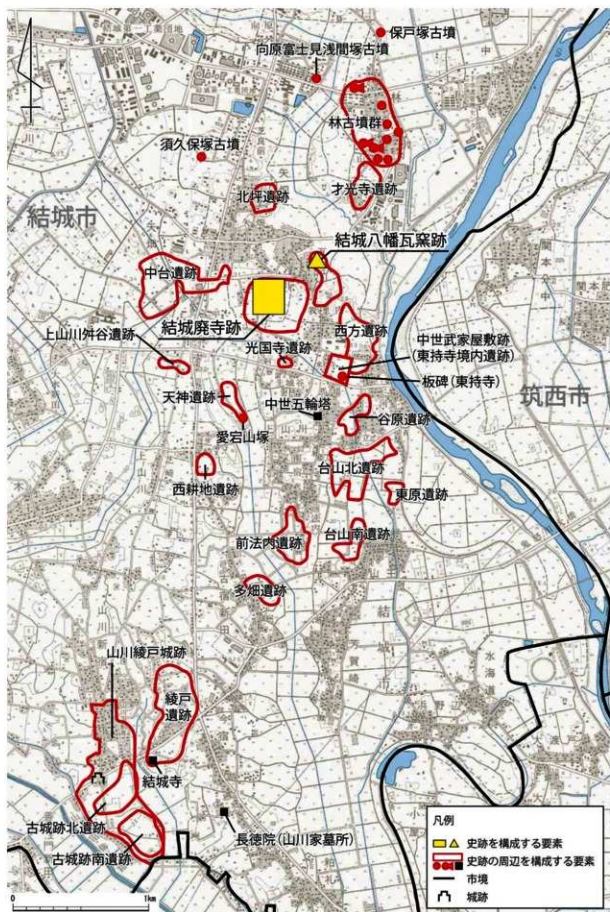 保戸塚古墳
向原富士見浅間塚古墳
林古墳群
須久保塚古墳
才光寺遺跡
北坪遺跡
結城市
結城八幡瓦窯跡
中台遺跡
結城廃寺跡
西方遺跡
上山川舛谷遺跡
光国寺遺跡
中世武家屋敷跡
(東持寺境内遺跡)
板碑(東持寺)
筑西市
天神遺跡
中世五輪塔
谷原遺跡
愛宕山塚
台山北遺跡
西耕地遺跡
東原遺跡
前法内遺跡
台山南遺跡
多畑遺跡
山川綾戸城跡
綾戸
遺跡
結城寺
古城跡北遺跡
長徳院(山川家墓所)
古城跡南遺跡
凡例
史跡を構成する要素
史跡の周辺を構成する要素
市境
城跡
0
1km